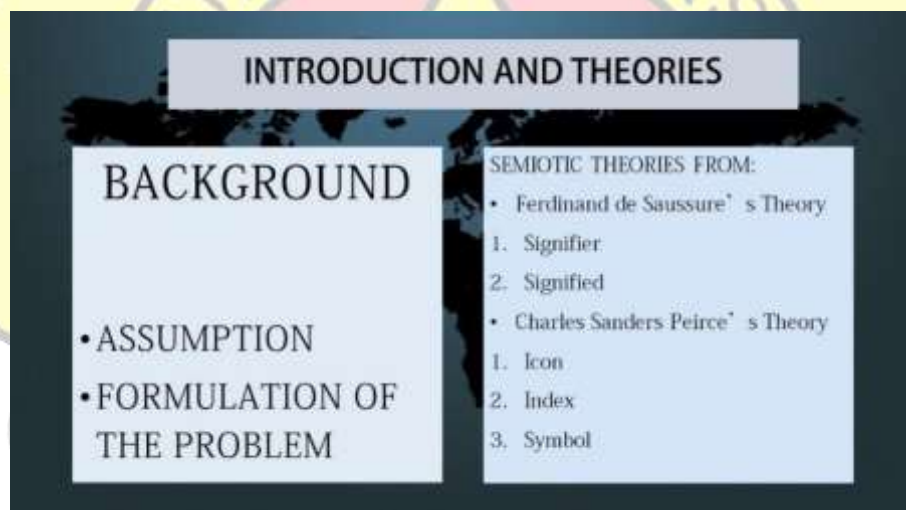 INTRODUCTION AND THEORIES
BACKGROUND
•ASSUMPTION
•FORMULATION OF
THE PROBLEM
SEMIOTIC THEORIES FROM:
• Ferdinand de Saussure’ s Theory
1. Signifier
2. Signified
• Charles Sanders Peirce’ s Theory
1. Icon
2. Index
3. Symbol